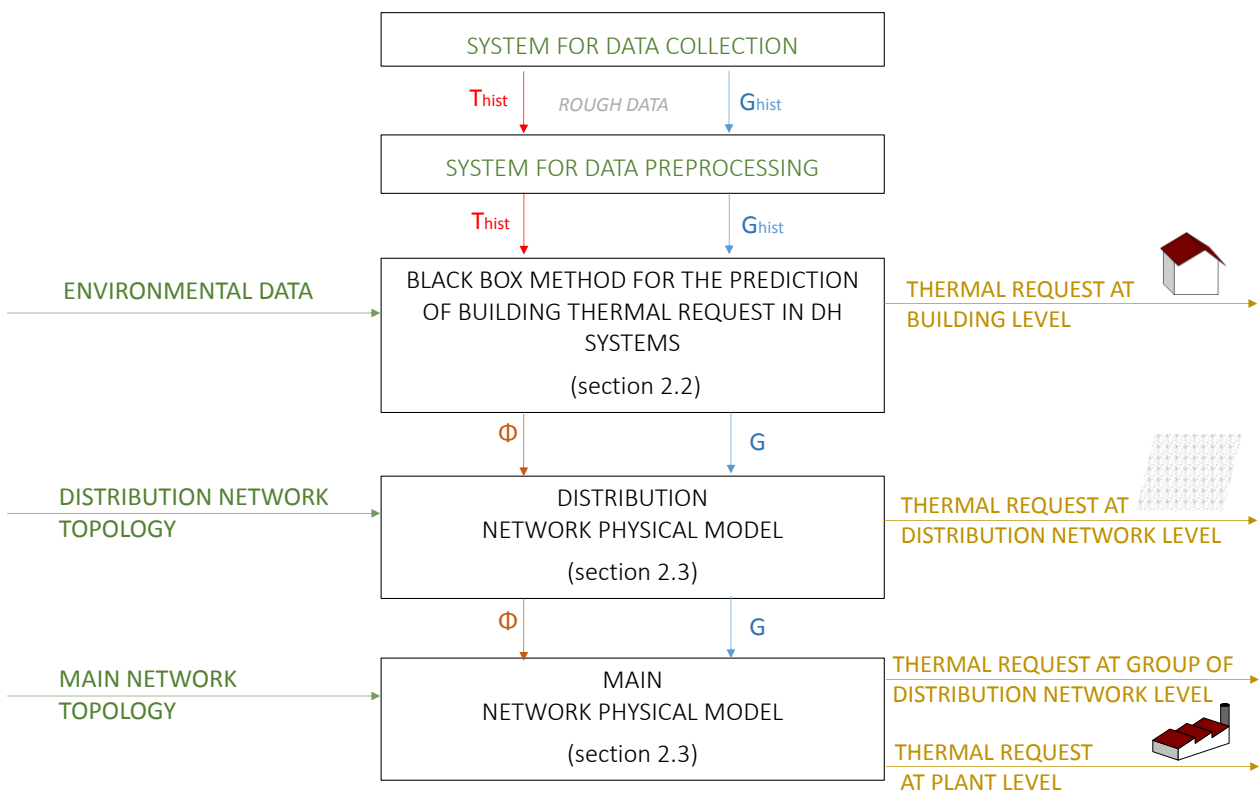 SYSTEM FOR DATA COLLECTION
Thist
ROUGH DATA
Ghist
SYSTEM FOR DATA PREPROCESSING
Thist
Ghist
ENVIRONMENTAL DATA
BLACK BOX METHOD FOR THE PREDICTION
OF BUILDING THERMAL REQUEST IN DH
SYSTEMS
(section 2.2)
THERMAL REQUEST AT
BUILDING LEVEL
Φ
G
DISTRIBUTION NETWORK
TOPOLOGY
DISTRIBUTION
NETWORK PHYSICAL MODEL
(section 2.3)
THERMAL REQUEST AT
DISTRIBUTION NETWORK LEVEL
Φ
G
MAIN NETWORK
TOPOLOGY
MAIN
NETWORK PHYSICAL MODEL
(section 2.3)
THERMAL REQUEST AT GROUP OF
DISTRIBUTION NETWORK LEVEL
THERMAL REQUEST
AT PLANT LEVEL